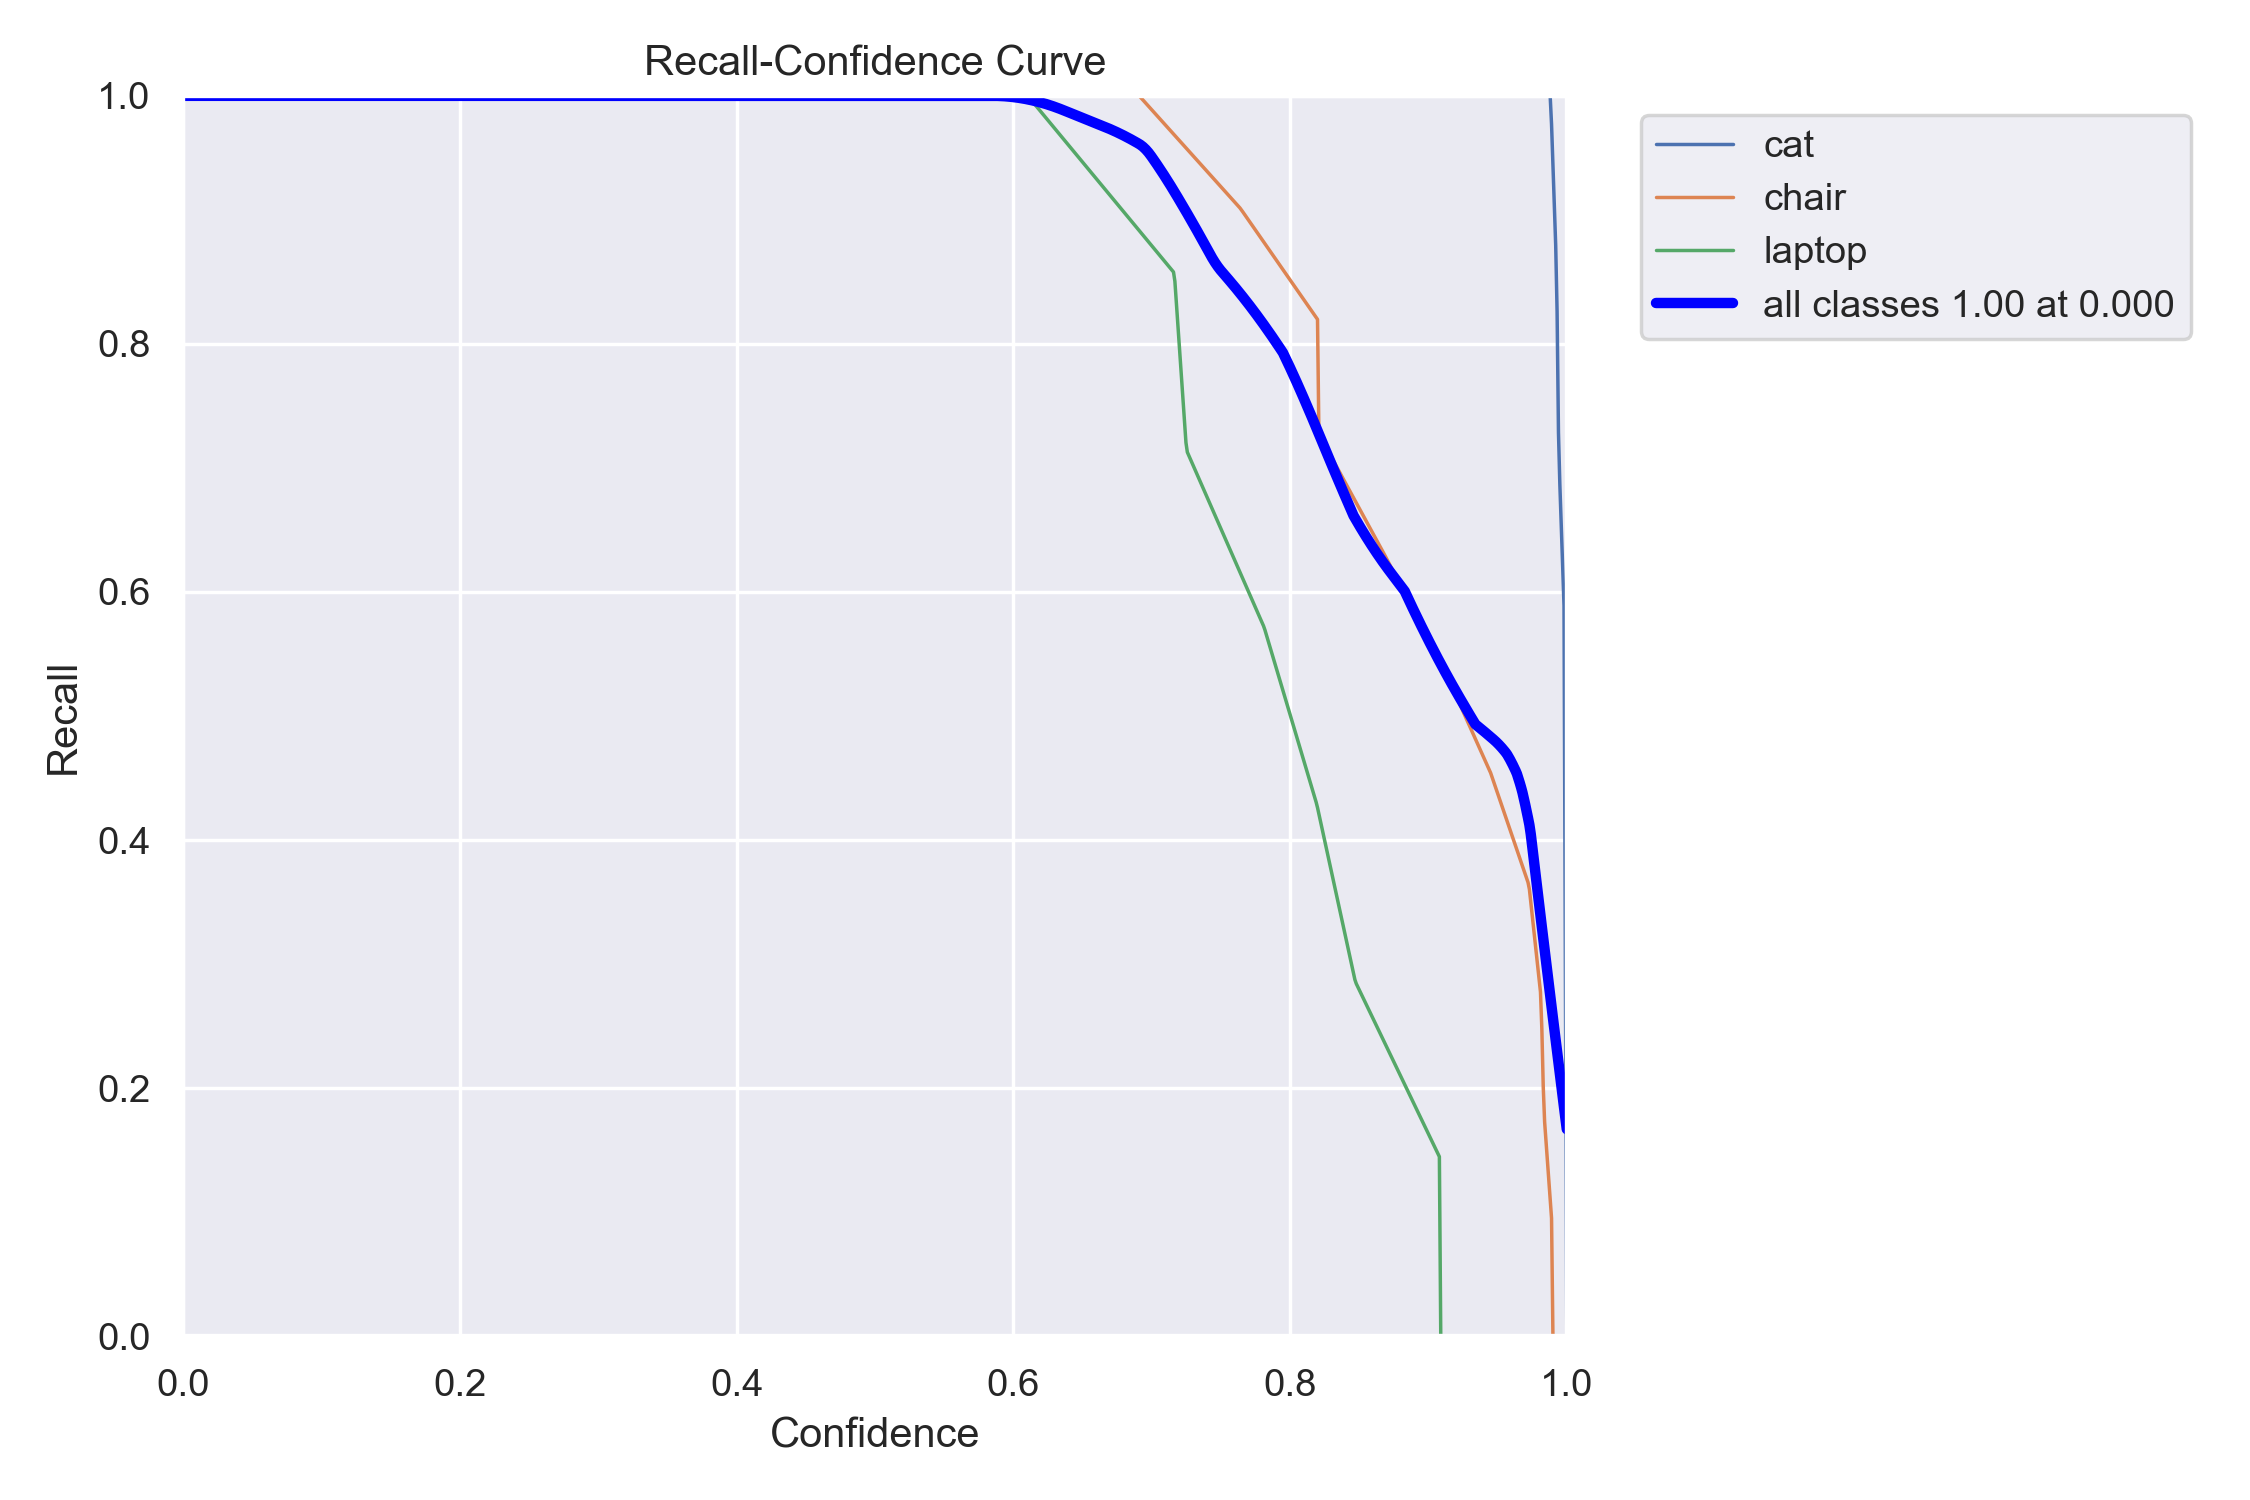 Recall-Confidence Curve
1.0
0.8
0.6
0.4
0.2
0.0
Recall
0.0 0.2 0.4 0.6 0.8 1.0
Confidence
cat
chair
laptop
all classes 1.00 at 0.000